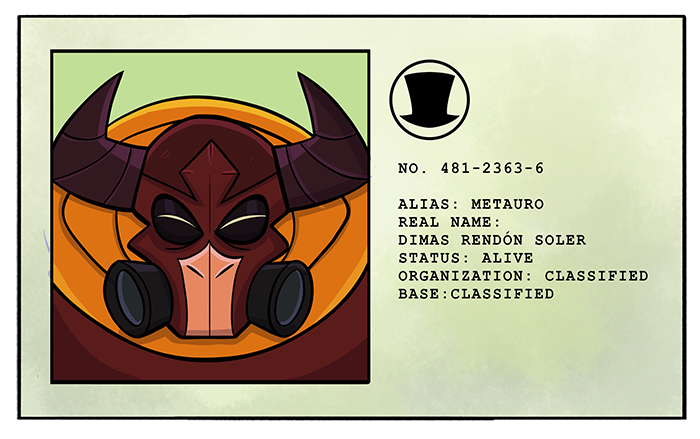 NO. 481-2363-6
ALIAS: METAURO
REAL NAME:
DIMAS RENDÓN SOLER
STATUS: ALIVE
ORGANIZATION: CLASSIFIED
BASE:CLASSIFIED